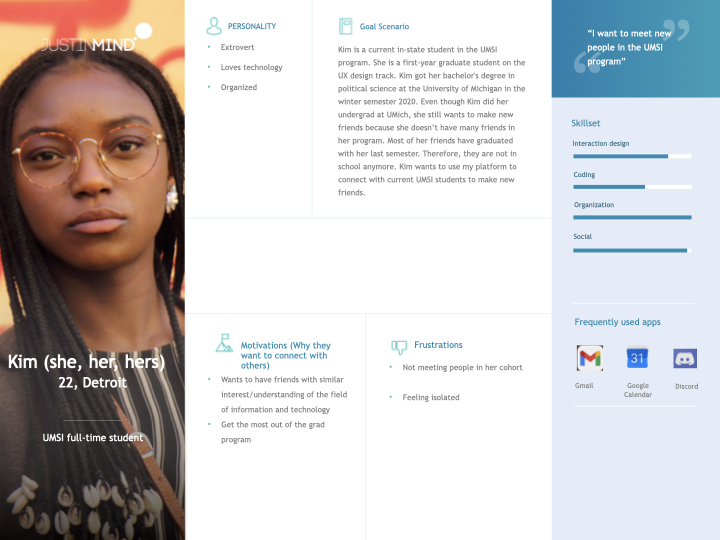 JUSTINMIND
Kim (she, her, hers)
22, Detroit
UMSI full-time student
PERSONALITY
Extrovert
Loves technology
Organized
Goal Scenario
Kim is a current in-state student in the UMSI
program. She is a first-year graduate student on the
UX design track. Kim got her bachelor's degree in
political science at the University of Michigan in the
winter semester 2020. Even though Kim did her
undergrad at UMich, she still wants to make new
friends because she doesn't have many friends in
her program. Most of her friends have graduated
with her last semester. Therefore, they are not in
school anymore. Kim wants to use my platform to
connect with current UMSI students to make new
friends.
Motivations (Why they
want to connect with
others)
Wants to have friends with similar
interest/understanding of the field
of information and technology
Get the most out of the grad
program
Frustrations
Not meeting people in her cohort
Feeling isolated
“I want to meet new
people in the UMSI
program”
Skillset
Interaction design
Coding
Organization
Social
Frequently used apps
31
Gmail
Google
Calendar
Discord